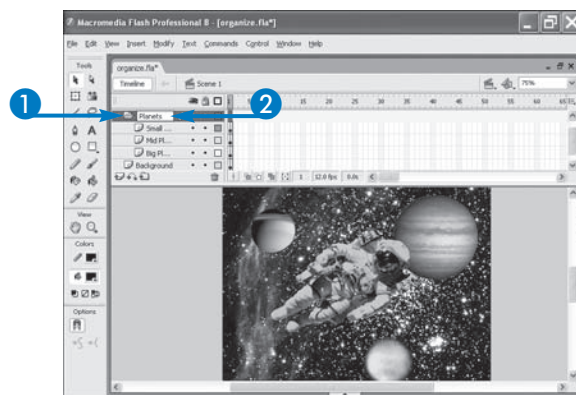 Macromedia Flash Professional 8 - [organize.fla*]
File Edit View Insert Modify Text Commands Control Window Help
Tools
organize.fla*
Timeline Scene 1 75%
5 10 15 20 25 30 35 40 45 50 55 60 65
1 Planets 2
Small ...
Mid Pl...
Big Pl...
Background
1 12.0 fps 0.0s
A
View
Colors
Options